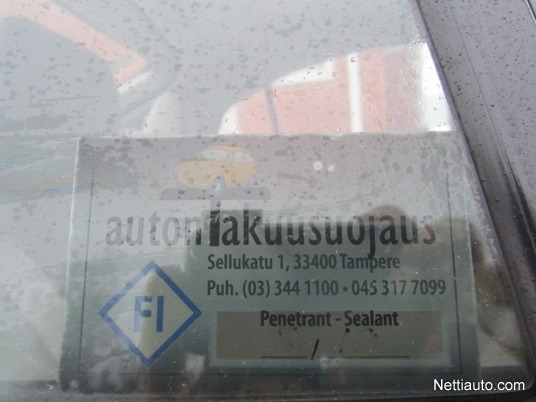 autontakuusuojaus
Sellukatu 1, 33400 Tampere
Puh. (03) 344 1100 • 045 317 7099
FI
Penetrant - Sealant
/
Nettiauto.com